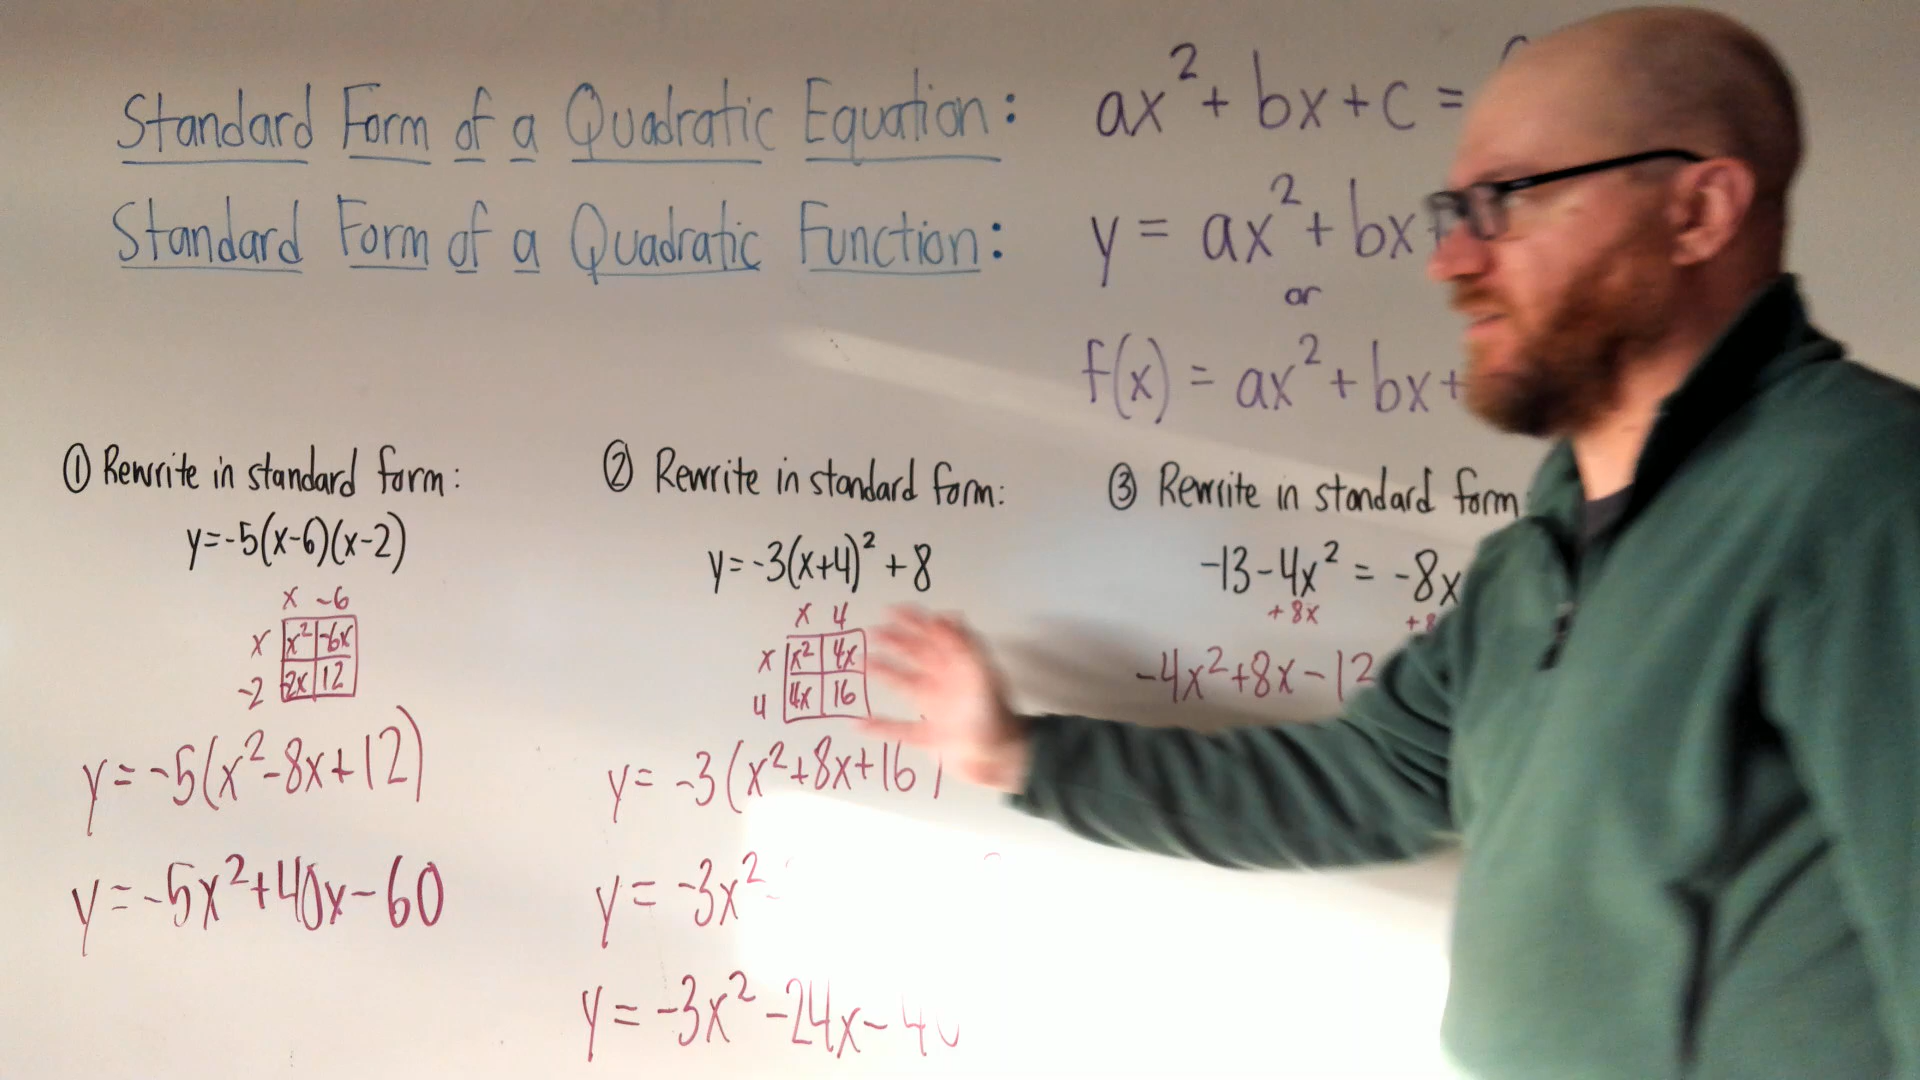 Standard Form of a Quadratic Equation: ax² + bx + c =
Standard Form of a Quadratic Function: y = ax² + bx
or
f(x) = ax² + bx +
① Rewrite in standard form:
y=-5(x-6)(x-2)
x -6
x x² -6x
-2 -2x 12
y=-5(x²-8x+12)
y=-5x²+40x-60
② Rewrite in standard form:
y=-3(x+4)²+8
x 4
x x² 4x
4 4x 16
y= -3(x²+8x+16)
y= -3x²
y = -3x²-24x-40
③ Rewrite in standard form
-13-4x² = -8x
+8x
-4x²+8x-12